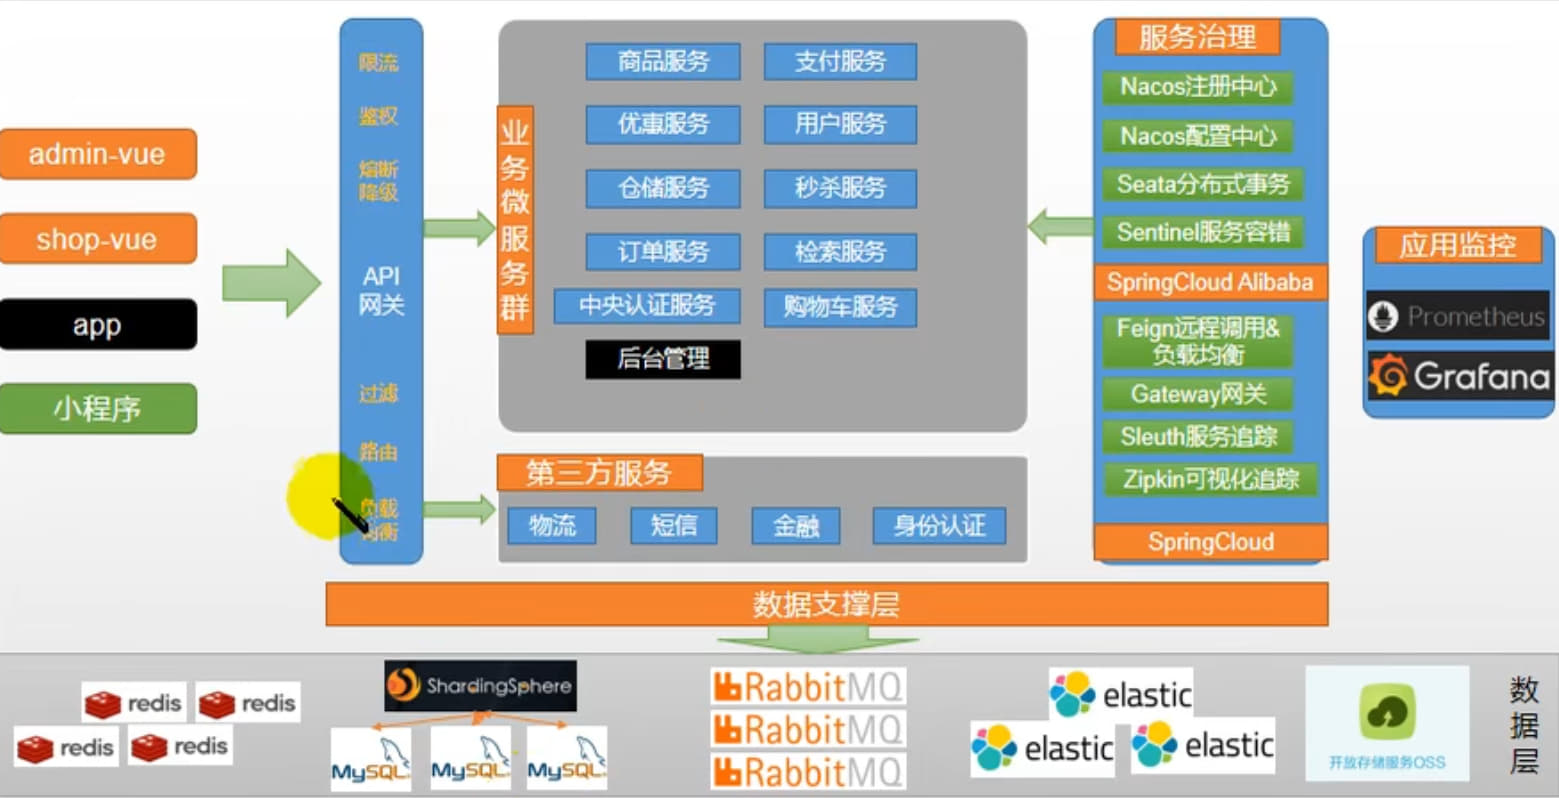 admin-vue
shop-vue
app
小程序
限流
鉴权
熔断
降级
API
网关
过滤
路由
负载
均衡
业务微服务群
商品服务
支付服务
优惠服务
用户服务
仓储服务
秒杀服务
订单服务
检索服务
中央认证服务
购物车服务
后台管理
第三方服务
物流
短信
金融
身份认证
服务治理
Nacos注册中心
Nacos配置中心
Seata分布式事务
Sentinel服务容错
SpringCloud Alibaba
Feign远程调用&
负载均衡
Gateway网关
Sleuth服务追踪
Zipkin可视化追踪
SpringCloud
应用监控
Prometheus
Grafana
数据支撑层
redis
redis
redis
redis
ShardingSphere
MySQL
MySQL
MySQL
RabbitMQ
RabbitMQ
RabbitMQ
elastic
elastic
elastic
开放存储服务OSS
数据层